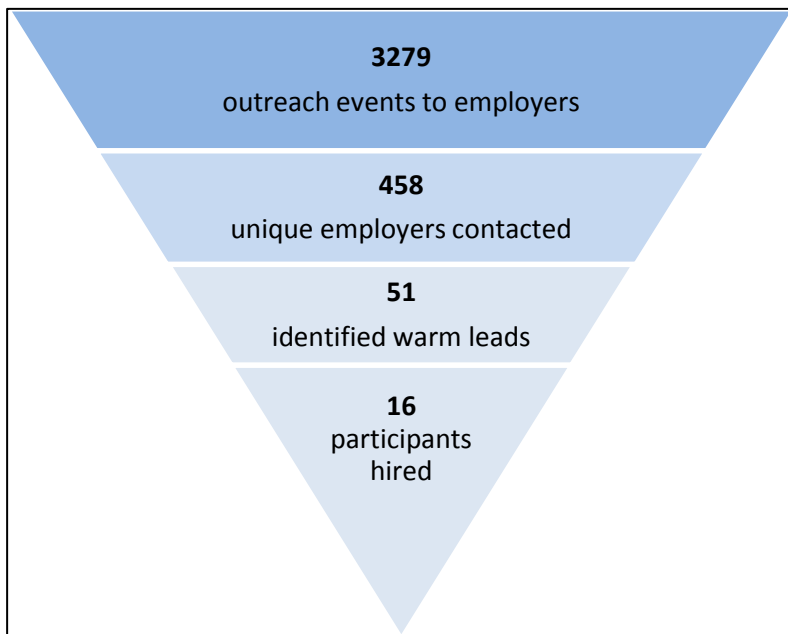 3279
outreach events to employers
458
unique employers contacted
51
identified warm leads
16
participants
hired